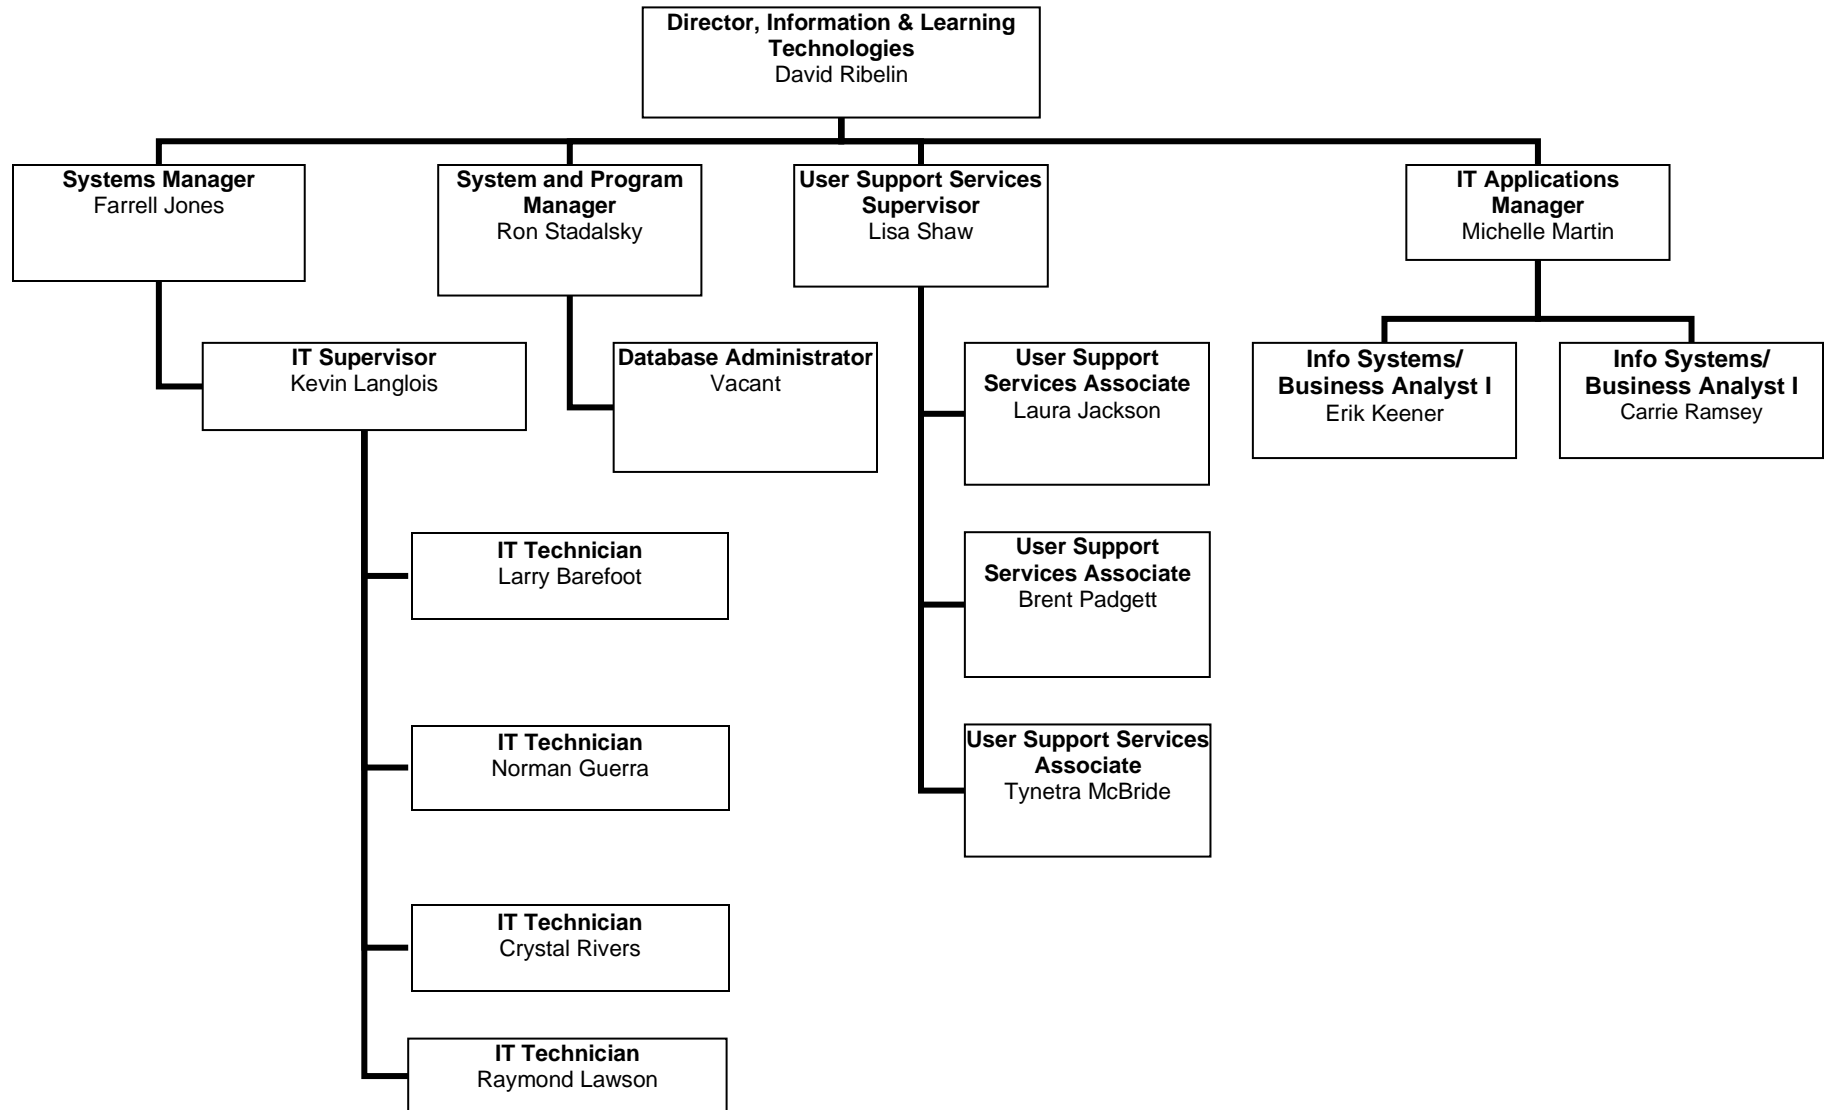 Director, Information & Learning
Technologies
David Ribelin
Systems Manager
Farrell Jones
System and Program
Manager
Ron Stadalsky
User Support Services
Supervisor
Lisa Shaw
IT Applications
Manager
Michelle Martin
IT Supervisor
Kevin Langlois
Database Administrator
Vacant
User Support
Services Associate
Laura Jackson
Info Systems/
Business Analyst I
Erik Keener
Info Systems/
Business Analyst I
Carrie Ramsey
IT Technician
Larry Barefoot
User Support
Services Associate
Brent Padgett
IT Technician
Norman Guerra
User Support Services
Associate
Tynetra McBride
IT Technician
Crystal Rivers
IT Technician
Raymond Lawson